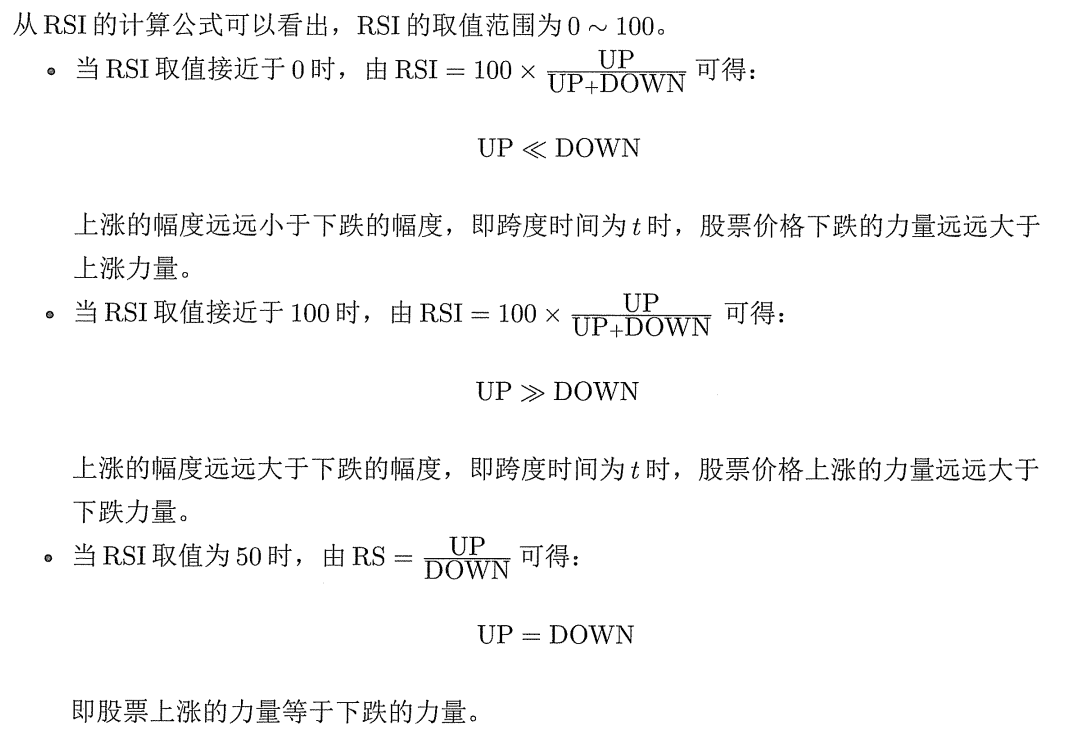 从 RSI 的计算公式可以看出，RSI 的取值范围为 0 ~ 100。
• 当 RSI 取值接近于 0 时，由 RSI = 100 × UP/(UP+DOWN) 可得：
UP ≪ DOWN
上涨的幅度远远小于下跌的幅度，即跨度时间为 t 时，股票价格下跌的力量远远大于
上涨力量。
• 当 RSI 取值接近于 100 时，由 RSI = 100 × UP/(UP+DOWN) 可得：
UP ≫ DOWN
上涨的幅度远远大于下跌的幅度，即跨度时间为 t 时，股票价格上涨的力量远远大于
下跌力量。
• 当 RSI 取值为 50 时，由 RS = UP/DOWN 可得：
UP = DOWN
即股票上涨的力量等于下跌的力量。